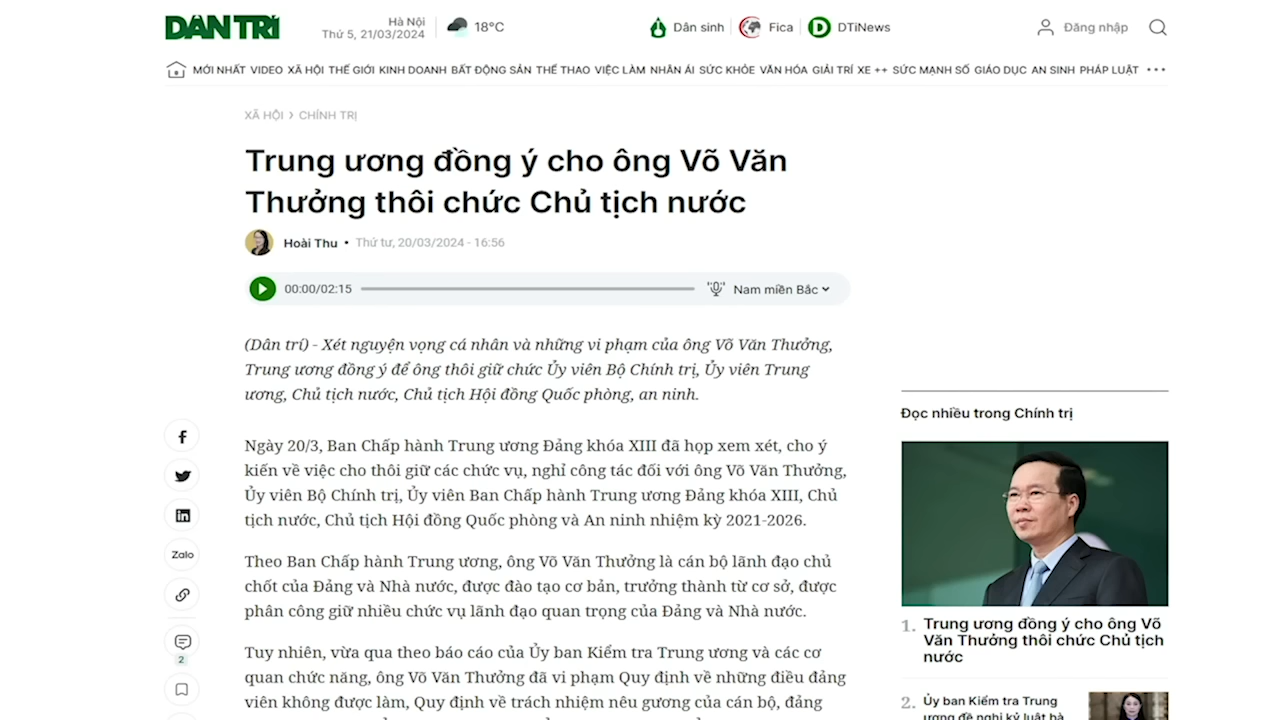 DÂN TRÍ
Hà Nội
Thứ 5, 21/03/2024
18°C
Dân sinh
Fica
DTiNews
Đăng nhập
MỚI NHẤT VIDEO XÃ HỘI THẾ GIỚI KINH DOANH BẤT ĐỘNG SẢN THỂ THAO VIỆC LÀM NHÂN ÁI SỨC KHỎE VĂN HÓA GIẢI TRÍ XE ++ SỨC MẠNH SỐ GIÁO DỤC AN SINH PHÁP LUẬT •••
XÃ HỘI › CHÍNH TRỊ
Trung ương đồng ý cho ông Võ Văn
Thưởng thôi chức Chủ tịch nước
Hoài Thu • Thứ tư, 20/03/2024 - 16:56
00:00/02:15
Nam miền Bắc
(Dân trí) - Xét nguyện vọng cá nhân và những vi phạm của ông Võ Văn Thưởng,
Trung ương đồng ý để ông thôi giữ chức Ủy viên Bộ Chính trị, Ủy viên Trung
ương, Chủ tịch nước, Chủ tịch Hội đồng Quốc phòng, an ninh.
Ngày 20/3, Ban Chấp hành Trung ương Đảng khóa XIII đã họp xem xét, cho ý
kiến về việc cho thôi giữ các chức vụ, nghỉ công tác đối với ông Võ Văn Thưởng,
Ủy viên Bộ Chính trị, Ủy viên Ban Chấp hành Trung ương Đảng khóa XIII, Chủ
tịch nước, Chủ tịch Hội đồng Quốc phòng và An ninh nhiệm kỳ 2021-2026.
Theo Ban Chấp hành Trung ương, ông Võ Văn Thưởng là cán bộ lãnh đạo chủ
chốt của Đảng và Nhà nước, được đào tạo cơ bản, trưởng thành từ cơ sở, được
phân công giữ nhiều chức vụ lãnh đạo quan trọng của Đảng và Nhà nước.
Tuy nhiên, vừa qua theo báo cáo của Ủy ban Kiểm tra Trung ương và các cơ
quan chức năng, ông Võ Văn Thưởng đã vi phạm Quy định về những điều đảng
viên không được làm, Quy định về trách nhiệm nêu gương của cán bộ, đảng
Zalo
2
Đọc nhiều trong Chính trị
1. Trung ương đồng ý cho ông Võ
Văn Thưởng thôi chức Chủ tịch
nước
2. Ủy ban Kiểm tra Trung
ương đề nghị kỷ luật bà